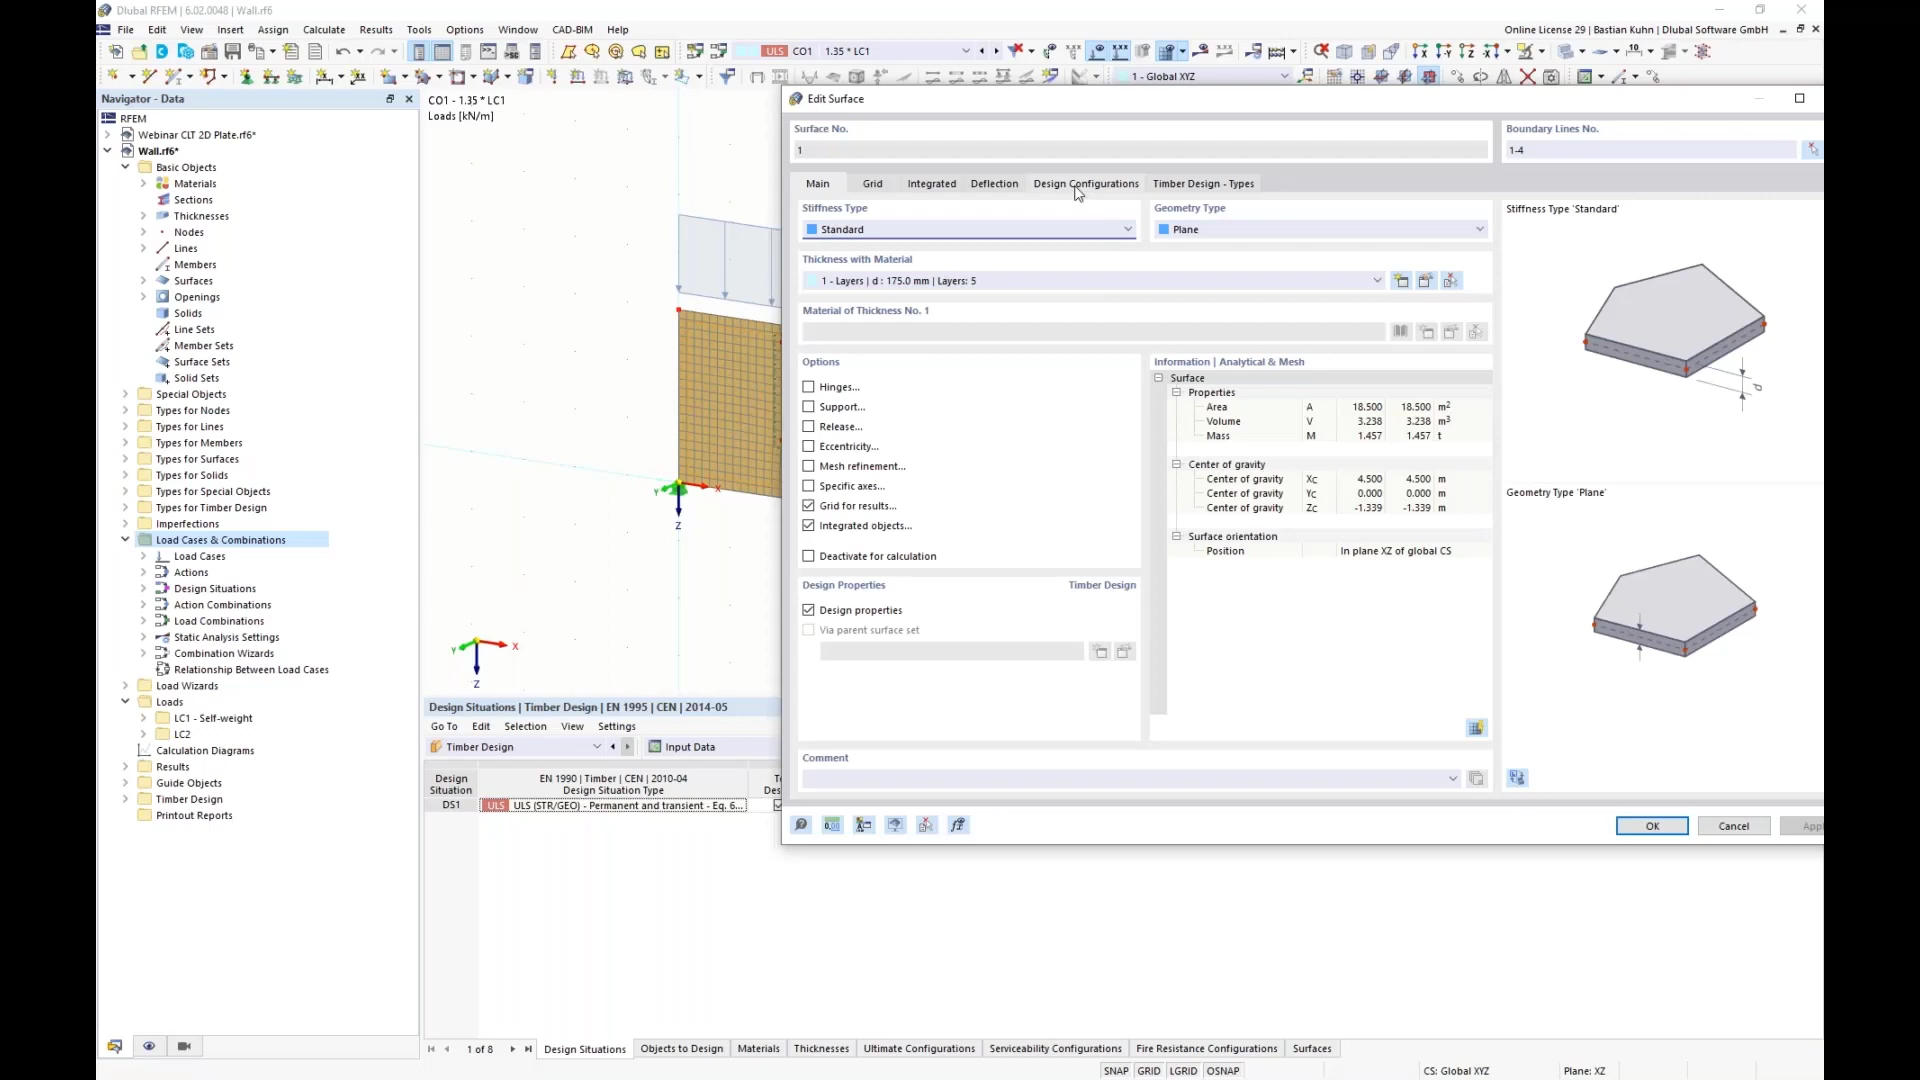 Dlubal RFEM | 6.02.0048 | Wall.rf6*
File Edit View Insert Assign Calculate Results Tools Options Window CAD-BIM Help
Online License 29 | Bastian Kuhn | Dlubal Software GmbH
ULS CO1 1.35 * LC1
1 - Global XYZ
Navigator - Data
RFEM
Webinar CLT 2D Plate.rf6*
Wall.rf6*
Basic Objects
Materials
Sections
Thicknesses
Nodes
Lines
Members
Surfaces
Openings
Solids
Line Sets
Member Sets
Surface Sets
Solid Sets
Special Objects
Types for Nodes
Types for Lines
Types for Members
Types for Surfaces
Types for Solids
Types for Special Objects
Types for Timber Design
Imperfections
Load Cases & Combinations
Load Cases
Actions
Design Situations
Action Combinations
Load Combinations
Static Analysis Settings
Combination Wizards
Relationship Between Load Cases
Load Wizards
Loads
LC1 - Self-weight
LC2
Calculation Diagrams
Results
Guide Objects
Timber Design
Printout Reports
CO1 - 1.35 * LC1
Loads [kN/m]
Y X
Z
Y X
Z
Design Situations | Timber Design | EN 1995 | CEN | 2014-05
Go To Edit Selection View Settings
Timber Design Input Data
Design Situation
EN 1990 | Timber | CEN | 2010-04
Design Situation Type
DS1 ULS ULS (STR/GEO) - Permanent and transient - Eq. 6...
1 of 8 Design Situations Objects to Design Materials Thicknesses Ultimate Configurations Serviceability Configurations Fire Resistance Configurations Surfaces
Edit Surface
Surface No.
1
Boundary Lines No.
1-4
Main Grid Integrated Deflection Design Configurations Timber Design - Types
Stiffness Type
Standard
Geometry Type
Plane
Thickness with Material
1 - Layers | d : 175.0 mm | Layers: 5
Material of Thickness No. 1
Options
Hinges...
Support...
Release...
Eccentricity...
Mesh refinement...
Specific axes...
Grid for results...
Integrated objects...
Deactivate for calculation
Design Properties Timber Design
Design properties
Via parent surface set
Information | Analytical & Mesh
Surface
Properties
Area A 18.500 18.500 m2
Volume V 3.238 3.238 m3
Mass M 1.457 1.457 t
Center of gravity
Center of gravity XC 4.500 4.500 m
Center of gravity YC 0.000 0.000 m
Center of gravity ZC -1.339 -1.339 m
Surface orientation
Position In plane XZ of global CS
Comment
Stiffness Type 'Standard'
d
Geometry Type 'Plane'
OK Cancel
SNAP GRID LGRID OSNAP CS: Global XYZ Plane: XZ